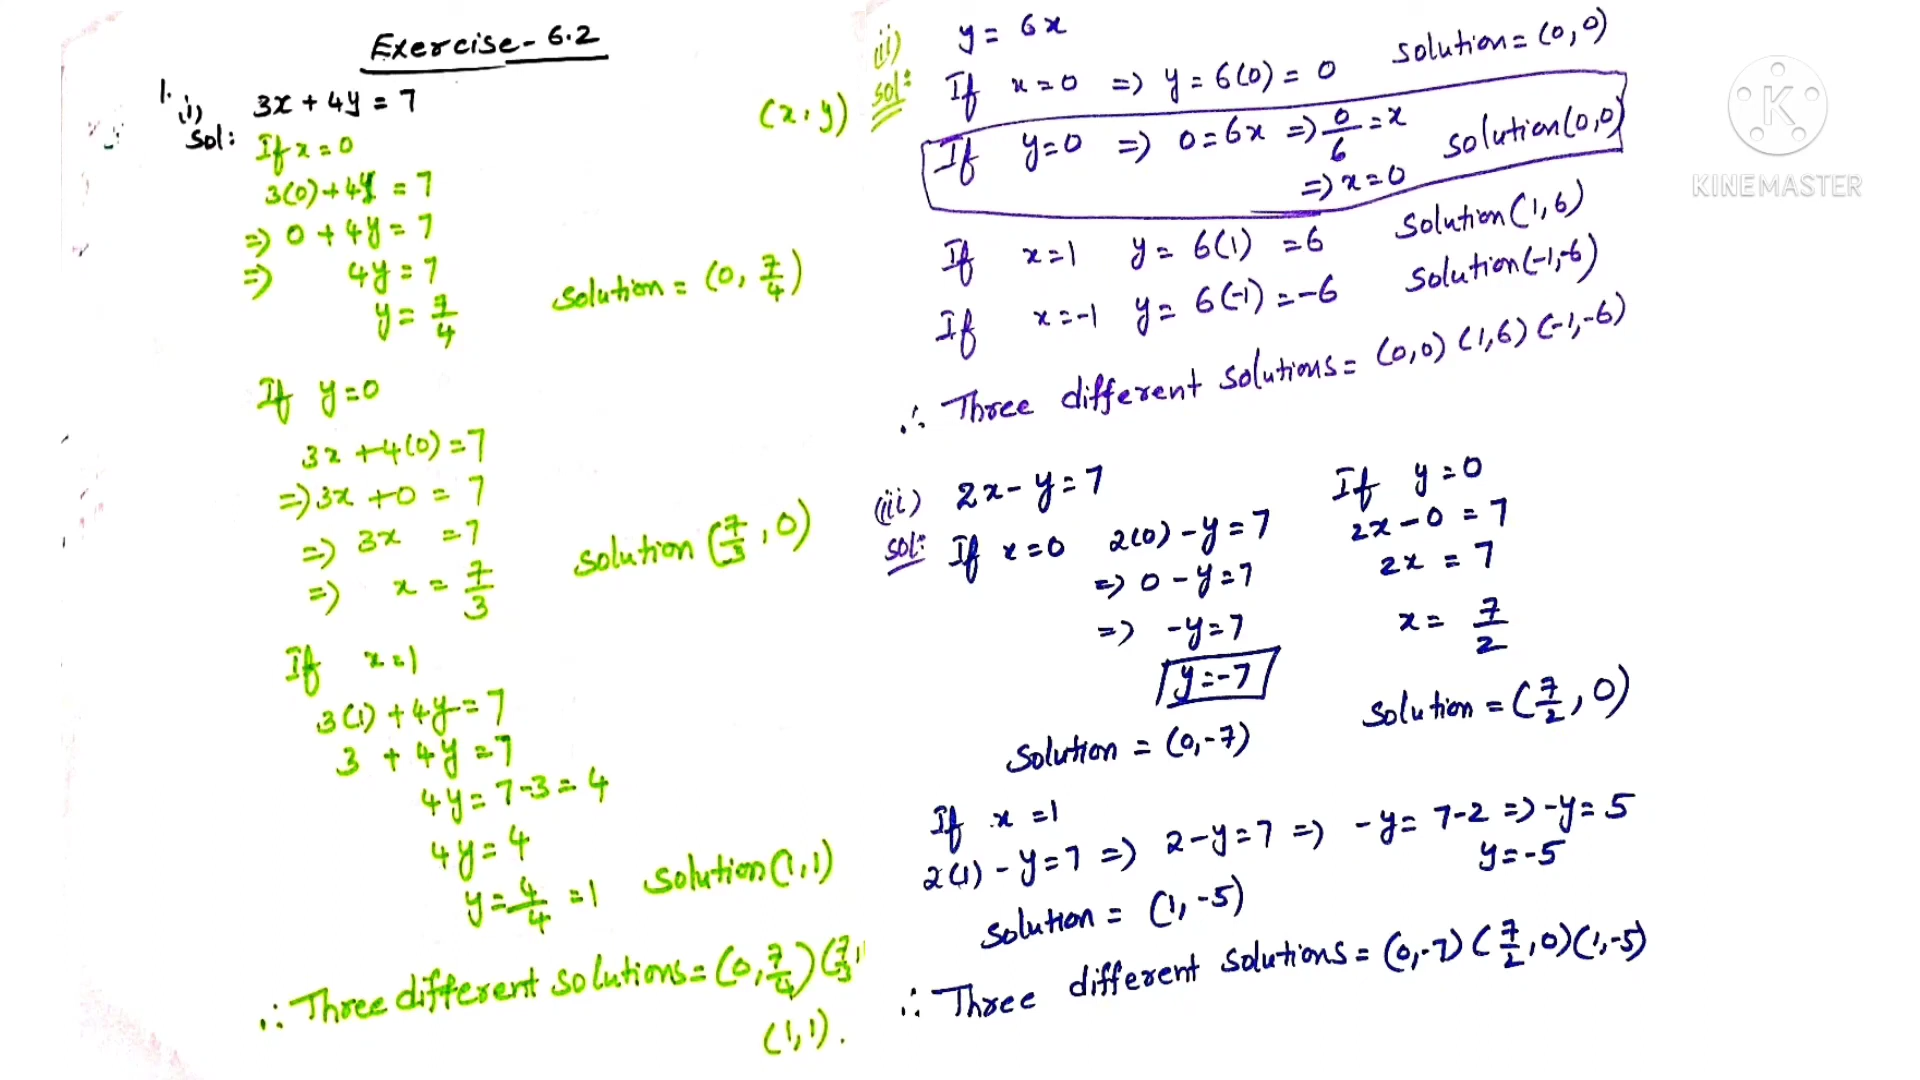 Exercise-6.2
1. (i) 3x + 4y = 7
Sol: If x = 0
3(0) + 4y = 7
=) 0 + 4y = 7
=) 4y = 7
y = 7/4 solution = (0, 7/4)
If y = 0
3x + 4(0) = 7
=) 3x + 0 = 7
=) 3x = 7
=) x = 7/3 solution (7/3, 0)
If x = 1
3(1) + 4y = 7
3 + 4y = 7
4y = 7-3 = 4
4y = 4
y = 4/4 = 1 solution (1,1)
∴ Three different solutions = (0, 7/4) (7/3,
(1,1).
(x, y)
(ii) y = 6x
Sol: If x = 0 =) y = 6(0) = 0 solution = (0,0)
If y = 0 =) 0 = 6x =) 0/6 = x solution (0,0)
=) x = 0
If x = 1 y = 6(1) = 6 solution (1,6)
If x = -1 y = 6(-1) = -6 solution (-1,-6)
∴ Three different solutions = (0,0) (1,6) (-1,-6)
(iii) 2x - y = 7
Sol: If x = 0 2(0) - y = 7
=) 0 - y = 7
=) -y = 7
y = -7
solution = (0,-7)
If y = 0
2x - 0 = 7
2x = 7
x = 7/2
solution = (7/2, 0)
If x = 1
2(1) - y = 7 =) 2 - y = 7 =) -y = 7-2 =) -y = 5
y = -5
solution = (1, -5)
∴ Three different solutions = (0,-7) (7/2, 0) (1,-5)
K
KINEMASTER